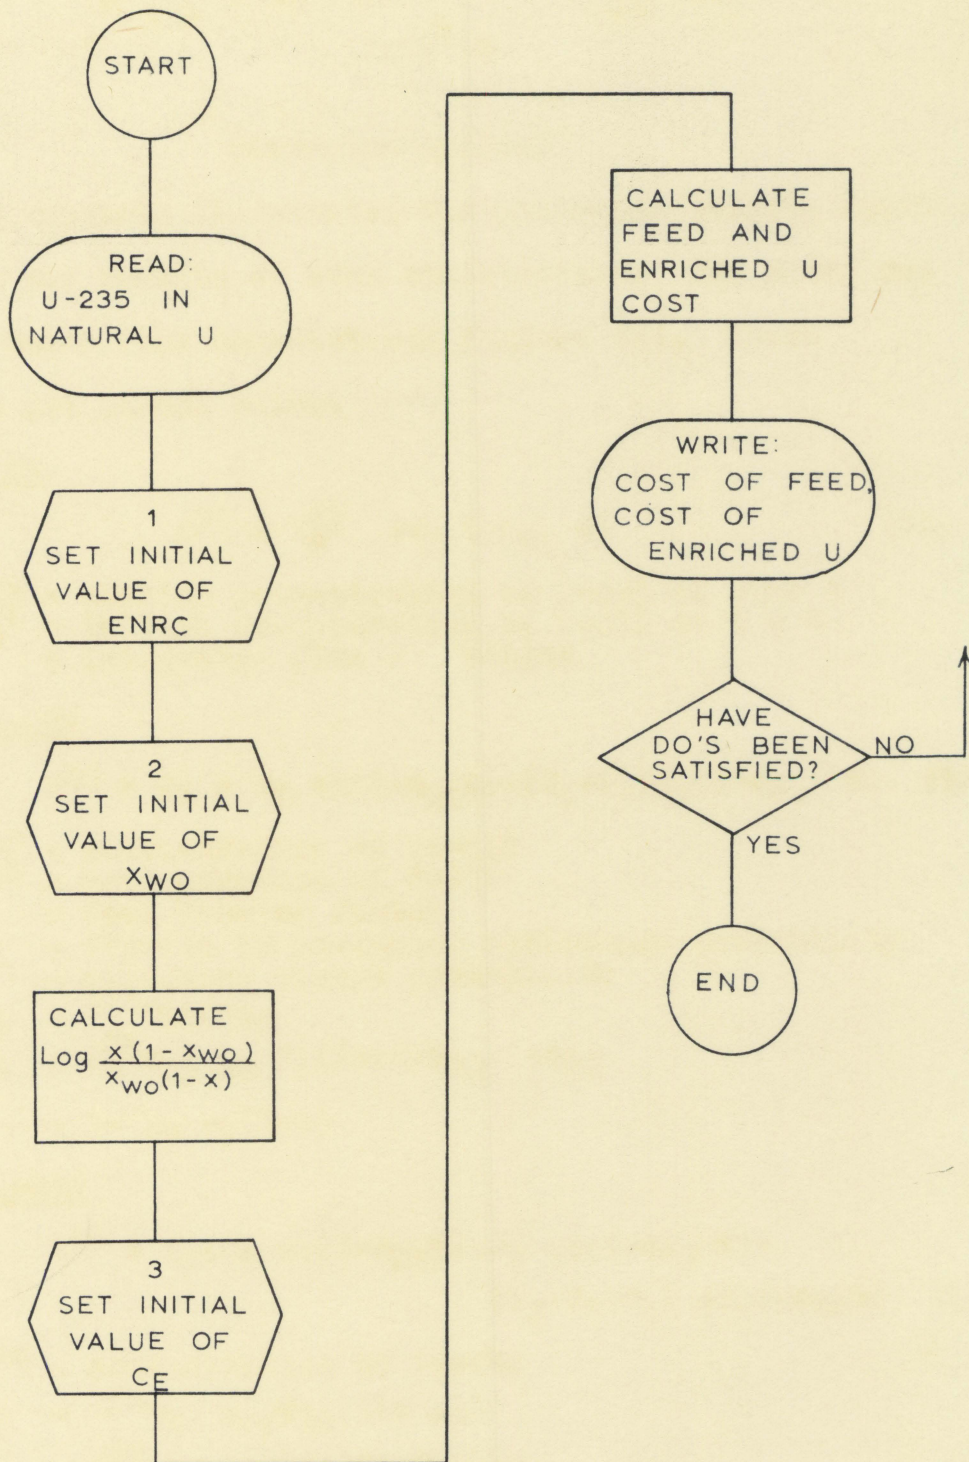 START
READ:
U-235 IN
NATURAL U
1
SET INITIAL
VALUE OF
ENRC
2
SET INITIAL
VALUE OF
XWO
CALCULATE
Log x(1-xWO)
xWO(1-x)
3
SET INITIAL
VALUE OF
CE
CALCULATE
FEED AND
ENRICHED U
COST
WRITE:
COST OF FEED,
COST OF
ENRICHED U
HAVE
DO'S BEEN
SATISFIED?
NO
YES
END